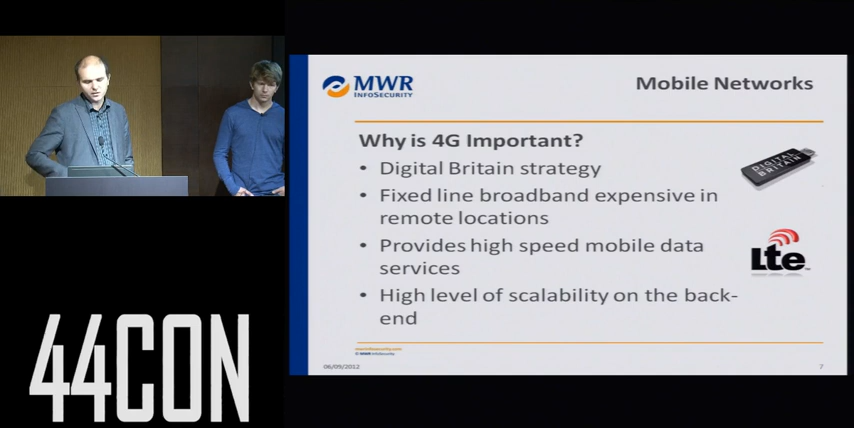 MWR
INFOSECURITY
Mobile Networks
Why is 4G Important?
• Digital Britain strategy
• Fixed line broadband expensive in
remote locations
• Provides high speed mobile data
services
• High level of scalability on the back-
end
DIGITAL
BRITAIN
Lte
06/09/2012
7
44CON